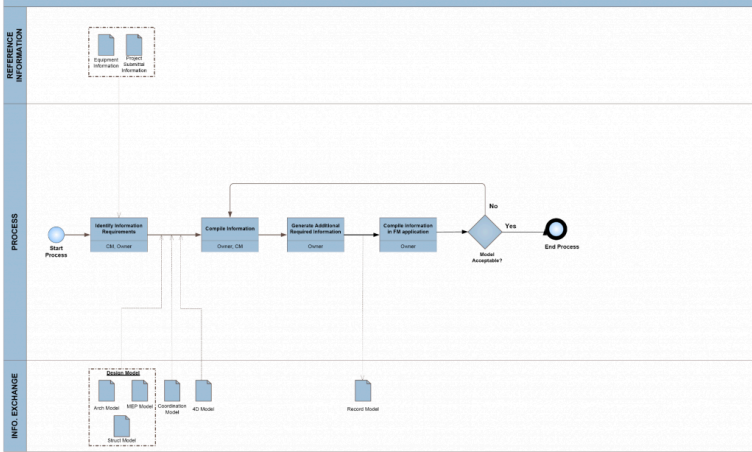 REFERENCE
INFORMATION
Equipment
Information
Project
Submittal
Information
PROCESS
Start
Process
Identify Information
Requirements
CM, Owner
Compile Information
Owner, CM
Generate Additional
Required Information
Owner
Compile Information
in FM application
Owner
No
Yes
Modal
Acceptable?
End Process
INFO. EXCHANGE
Design Model
Arch Model
MEP Model
Struct Model
Coordination
Model
4D Model
Record Model